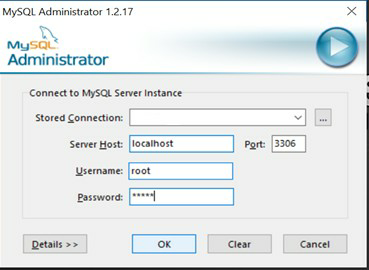 MySQL Administrator 1.2.17
MySQL
Administrator
Connect to MySQL Server Instance
Stored Connection:
...
Server Host: localhost Port: 3306
Username: root
Password: *****
Details >> OK Clear Cancel